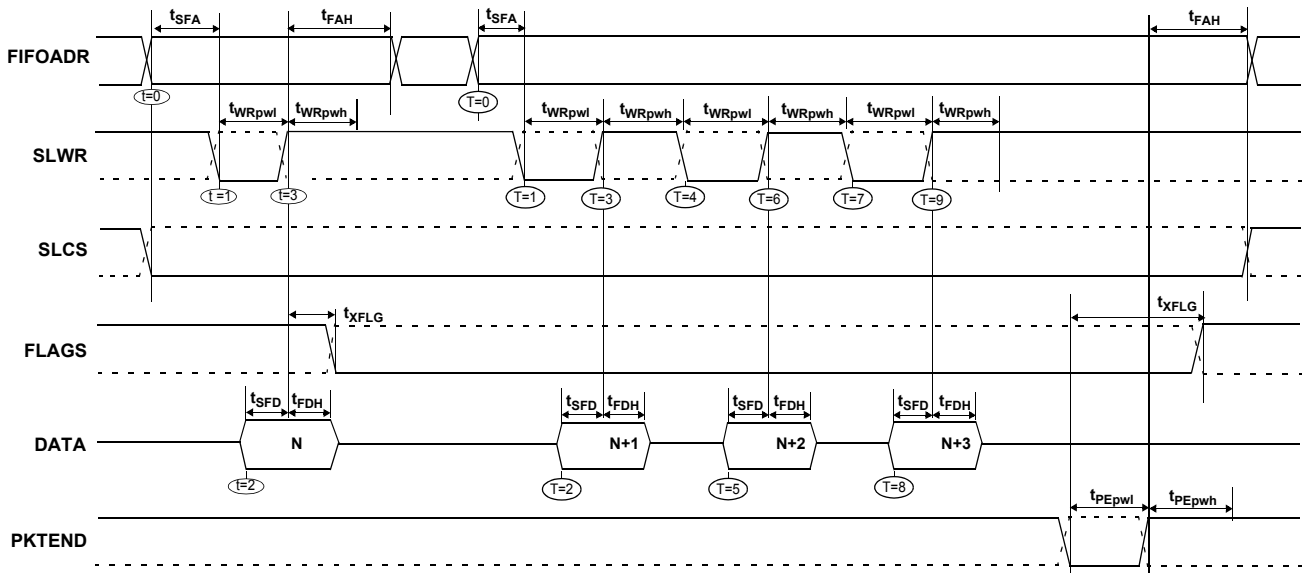 tSFA tFAH tSFA tFAH
FIFOADR
t=0 T=0
tWRpwl tWRpwh tWRpwl tWRpwh tWRpwl tWRpwh tWRpwl tWRpwh
SLWR
t =1 t=3 T=1 T=3 T=4 T=6 T=7 T=9
SLCS
tXFLG tXFLG
FLAGS
tSFD tFDH tSFD tFDH tSFD tFDH tSFD tFDH
DATA N N+1 N+2 N+3
t=2 T=2 T=5 T=8
tPEpwl tPEpwh
PKTEND